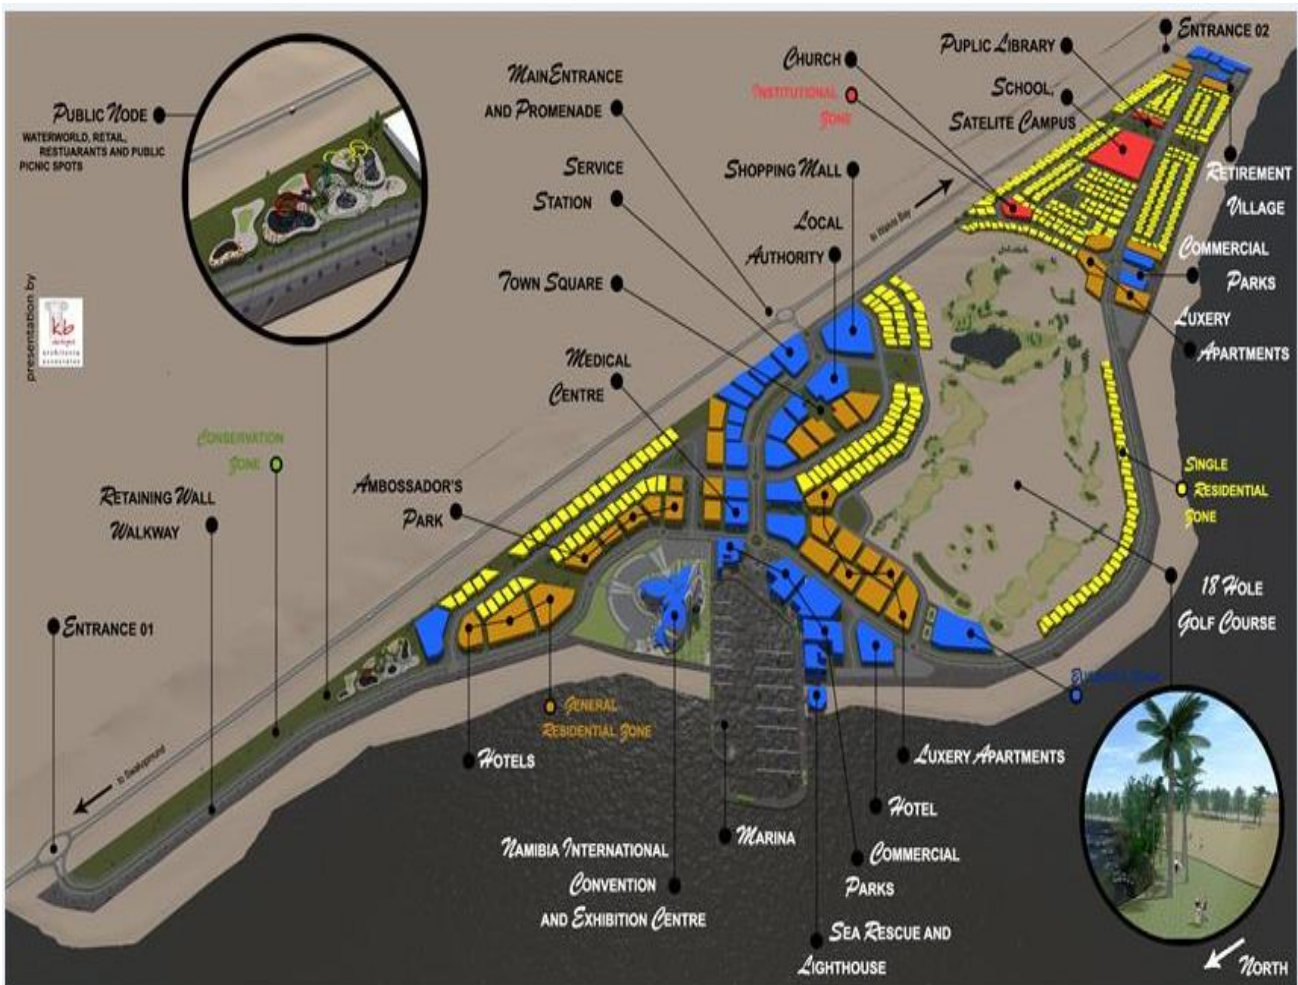 ENTRANCE 02
PUPLIC LIBRARY
CHURCH
MAIN ENTRANCE
AND PROMENADE
INSTITUTIONAL
ZONE
SCHOOL,
SATELITE CAMPUS
PUBLIC NODE
WATERWORLD, RETAIL,
RESTUARANTS AND PUBLIC
PICNIC SPOTS
SERVICE
STATION
SHOPPING MALL
RETIREMENT
VILLAGE
LOCAL
AUTHORITY
to Walvis Bay
COMMERCIAL
PARKS
TOWN SQUARE
LUXERY
APARTMENTS
presentation by
kb
MEDICAL
CENTRE
CONSERVATION
ZONE
RETAINING WALL
WALKWAY
AMBOSSADOR'S
PARK
SINGLE
RESIDENTIAL
ZONE
18 HOLE
GOLF COURSE
ENTRANCE 01
GENERAL
RESIDENTIAL ZONE
to Swakopmund
HOTELS
LUXERY APARTMENTS
HOTEL
MARINA
NAMIBIA INTERNATIONAL
CONVENTION
AND EXHIBITION CENTRE
COMMERCIAL
PARKS
SEA RESCUE AND
LIGHTHOUSE
NORTH